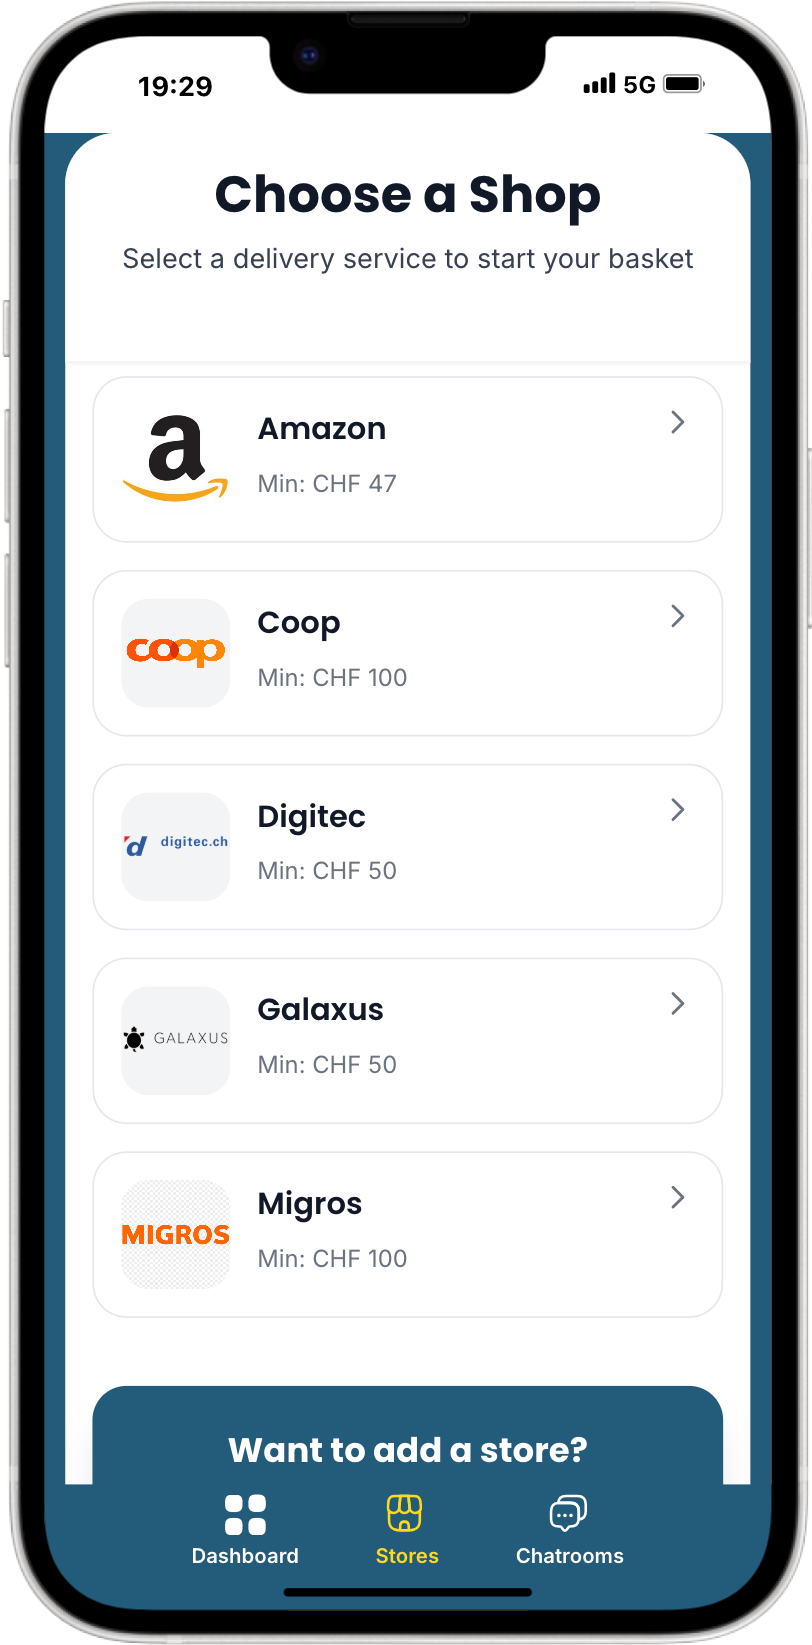 19:29
5G
Choose a Shop
Select a delivery service to start your basket
a
Amazon
Min: CHF 47
coop
Coop
Min: CHF 100
d digitec.ch
Digitec
Min: CHF 50
GALAXUS
Galaxus
Min: CHF 50
MIGROS
Migros
Min: CHF 100
Want to add a store?
Dashboard
Stores
Chatrooms